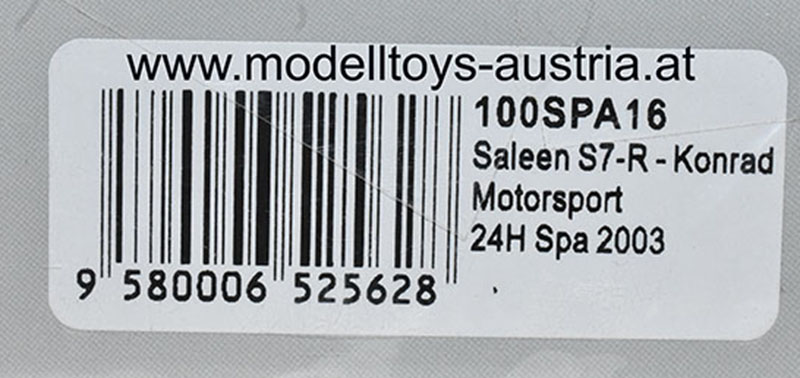 www.modelltoys-austria.at
100SPA16
Saleen S7-R - Konrad
Motorsport
24H Spa 2003
9 580006 525628